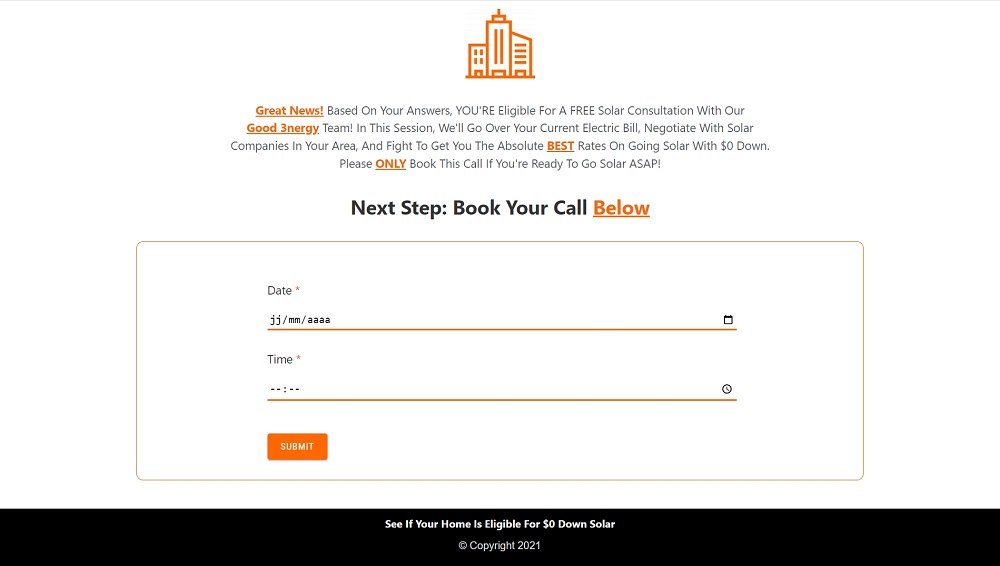 Great News! Based On Your Answers, YOU'RE Eligible For A FREE Solar Consultation With Our
Good 3nergy Team! In This Session, We'll Go Over Your Current Electric Bill, Negotiate With Solar
Companies In Your Area, And Fight To Get You The Absolute BEST Rates On Going Solar With $0 Down.
Please ONLY Book This Call If You're Ready To Go Solar ASAP!
Next Step: Book Your Call Below
Date *
jj/mm/aaaa
Time *
--:--
SUBMIT
See If Your Home Is Eligible For $0 Down Solar
© Copyright 2021